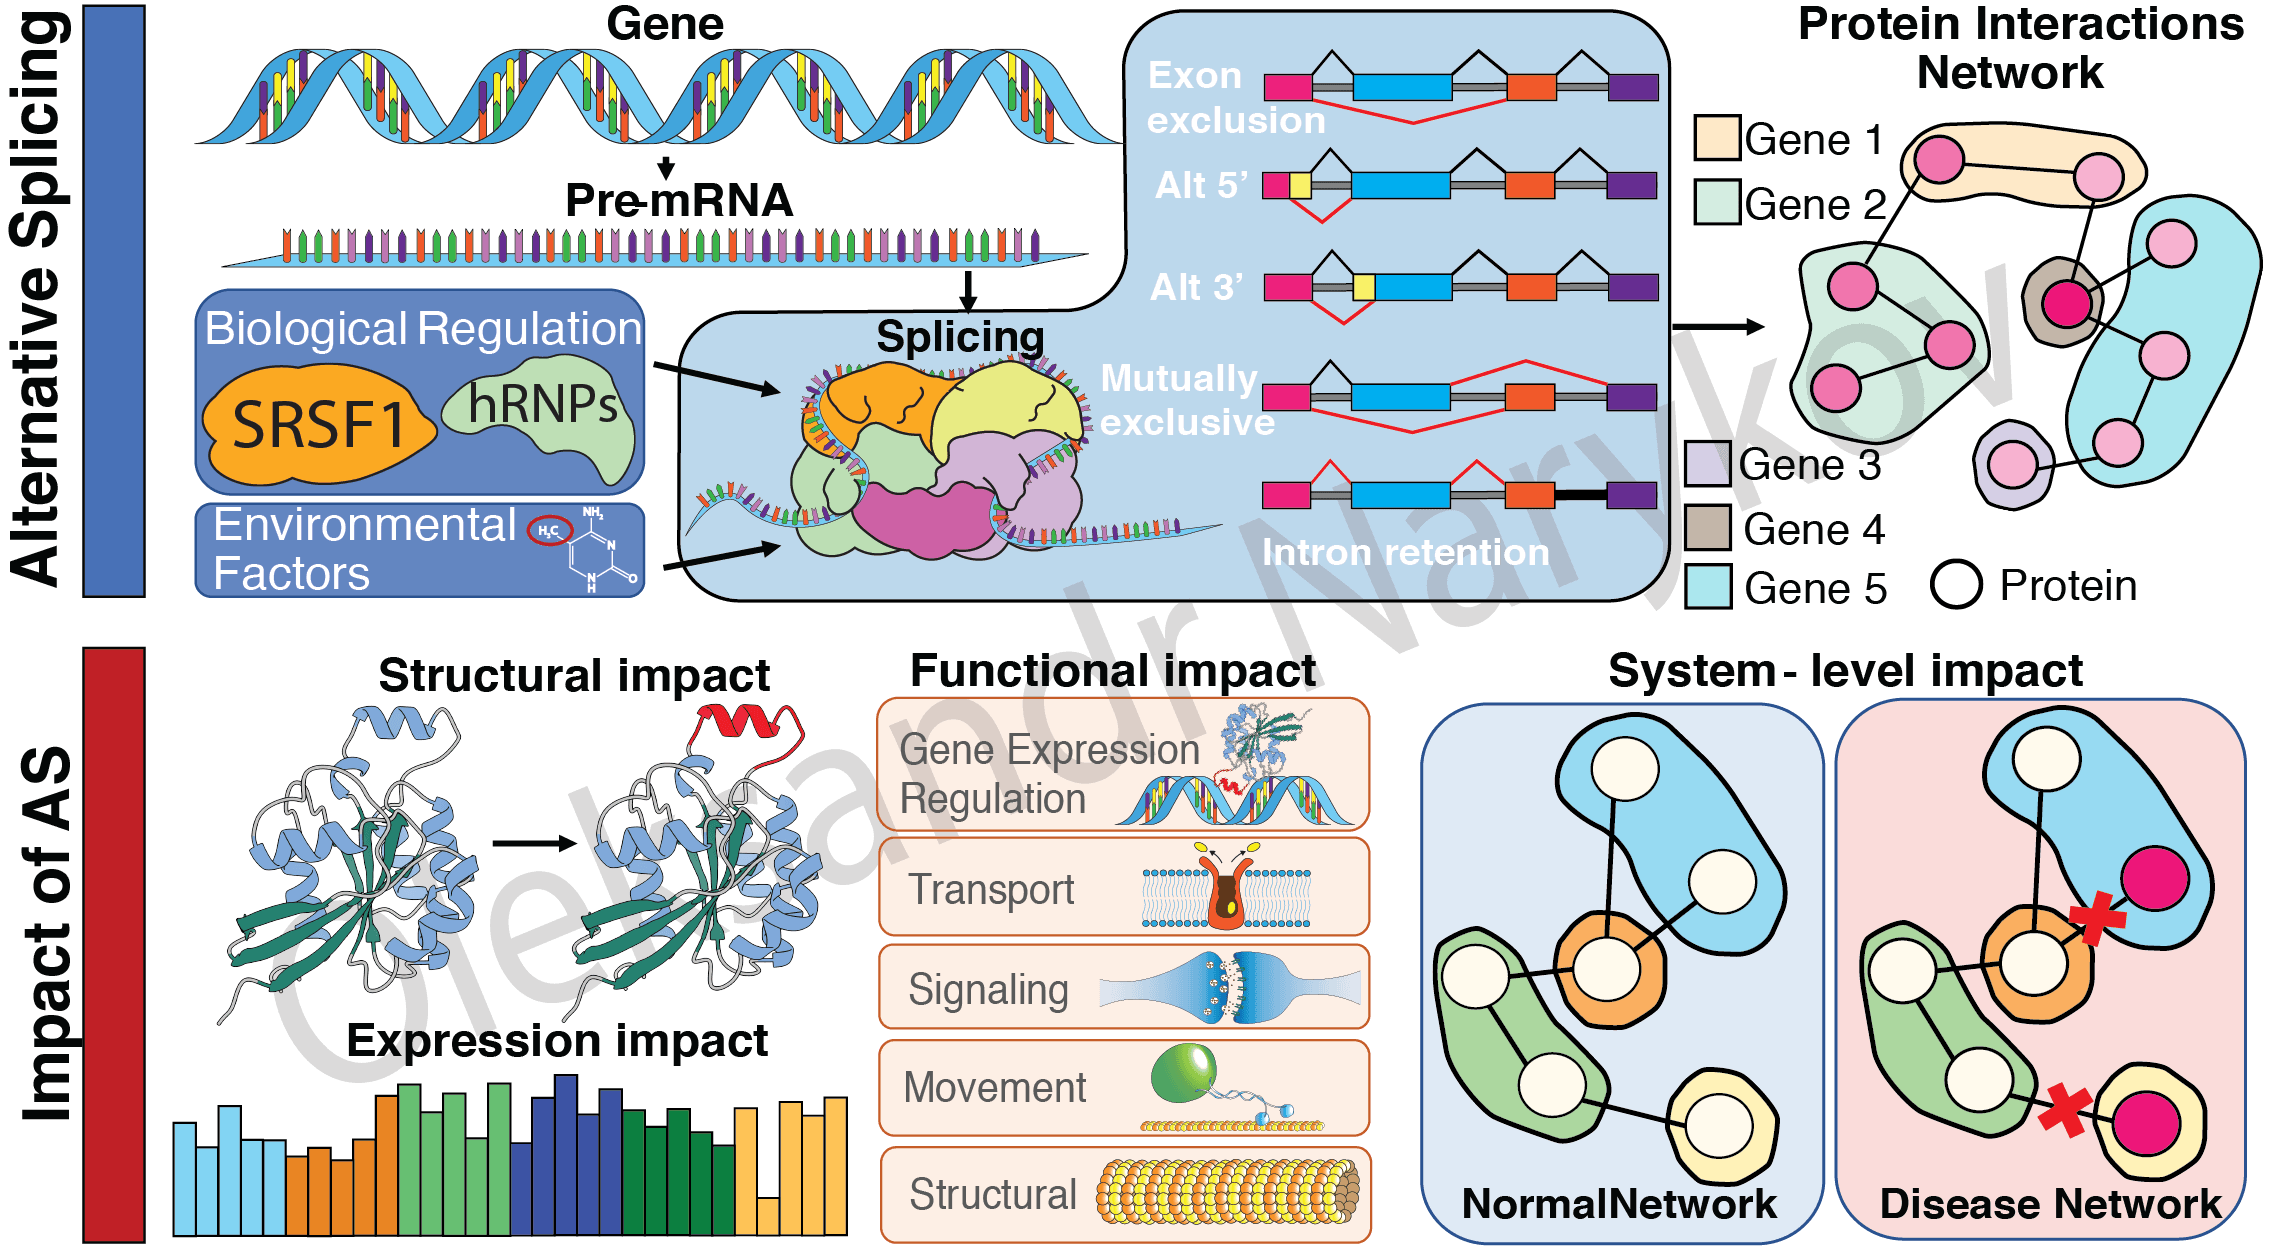 Alternative Splicing
Gene
Pre-mRNA
Biological Regulation
SRSF1
hRNPs
Environmental
Factors
H₃C
NH₂
N
N
H
O
Splicing
Exon
exclusion
Alt 5’
Alt 3’
Mutually
exclusive
Intron retention
Protein Interactions
Network
Gene 1
Gene 2
Gene 3
Gene 4
Gene 5
Protein
Impact of AS
Structural impact
Expression impact
Functional impact
Gene Expression
Regulation
Transport
Signaling
Movement
Structural
System - level impact
NormalNetwork
Disease Network
Oleksandr Narykov